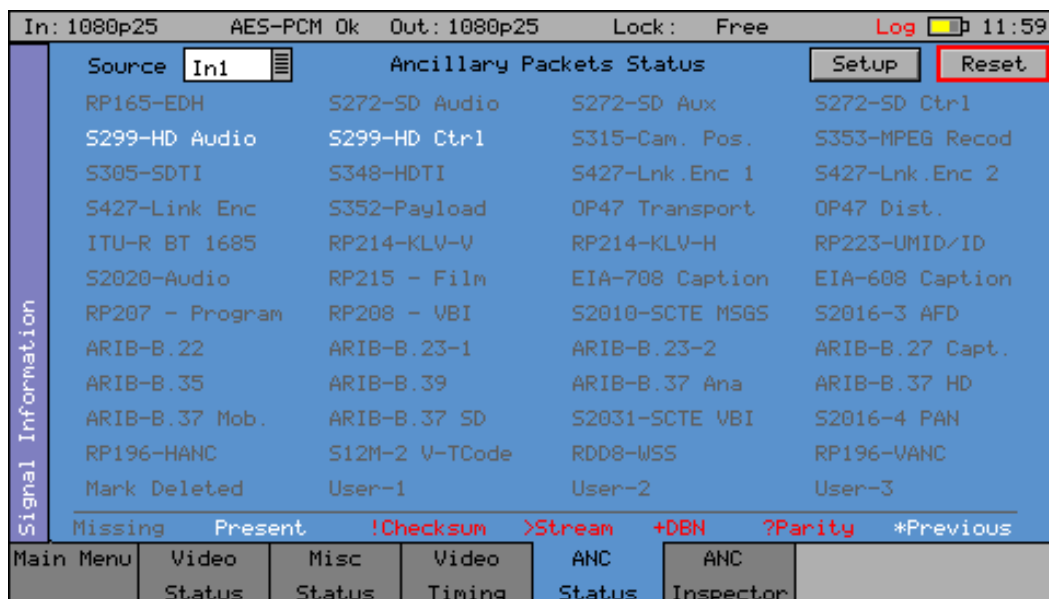 In: 1080p25 AES-PCM Ok Out: 1080p25 Lock: Free Log 11:59
Source In1 Ancillary Packets Status Setup Reset
RP165-EDH S272-SD Audio S272-SD Aux S272-SD Ctrl
S299-HD Audio S299-HD Ctrl S315-Cam. Pos. S353-MPEG Recod
S305-SDTI S348-HDTI S427-Lnk.Enc 1 S427-Lnk.Enc 2
S427-Link Enc S352-Payload OP47 Transport OP47 Dist.
ITU-R BT 1685 RP214-KLV-V RP214-KLV-H RP223-UMID/ID
S2020-Audio RP215 - Film EIA-708 Caption EIA-608 Caption
RP207 - Program RP208 - VBI S2010-SCTE MSGS S2016-3 AFD
ARIB-B.22 ARIB-B.23-1 ARIB-B.23-2 ARIB-B.27 Capt.
ARIB-B.35 ARIB-B.39 ARIB-B.37 Ana ARIB-B.37 HD
ARIB-B.37 Mob. ARIB-B.37 SD S2031-SCTE VBI S2016-4 PAN
RP196-HANC S12M-2 V-TCode RDD8-WSS RP196-VANC
Mark Deleted User-1 User-2 User-3
Signal Information
Missing Present !Checksum >Stream +DBN ?Parity *Previous
Main Menu Video Misc Video ANC ANC
Status Status Timing Status Inspector